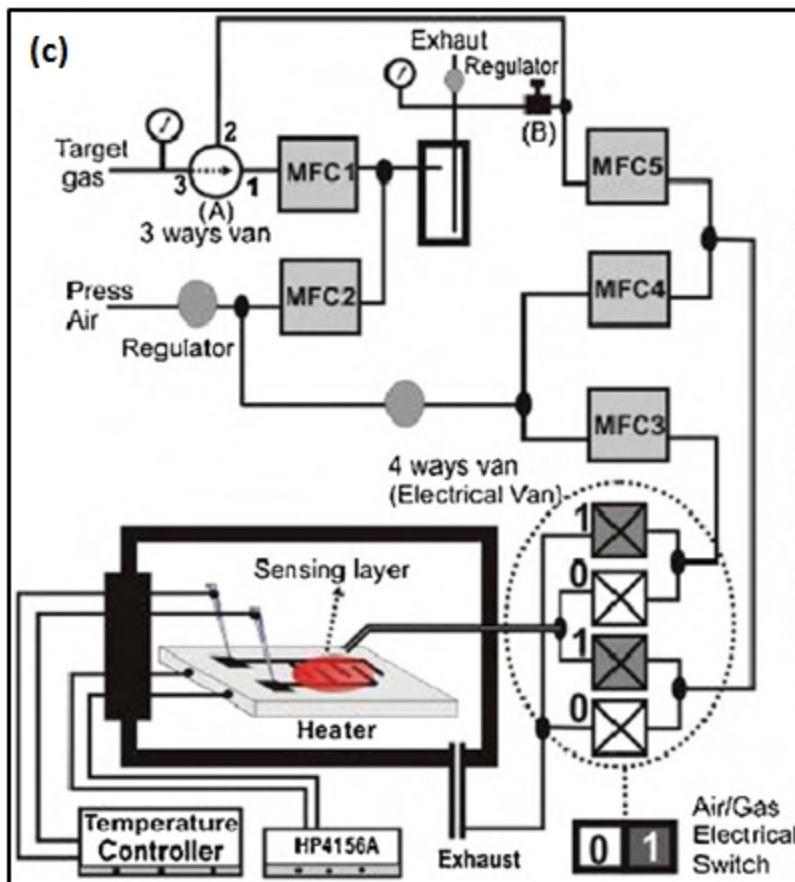 (c)
Exhaut
Regulator
(B)
2
Target
gas
3
1
(A)
3 ways van
MFC1
MFC5
Press
Air
Regulator
MFC2
MFC4
MFC3
4 ways van
(Electrical Van)
1
0
1
0
Sensing layer
Heater
Temperature
Controller
HP4156A
Exhaust
0 1
Air/Gas
Electrical
Switch